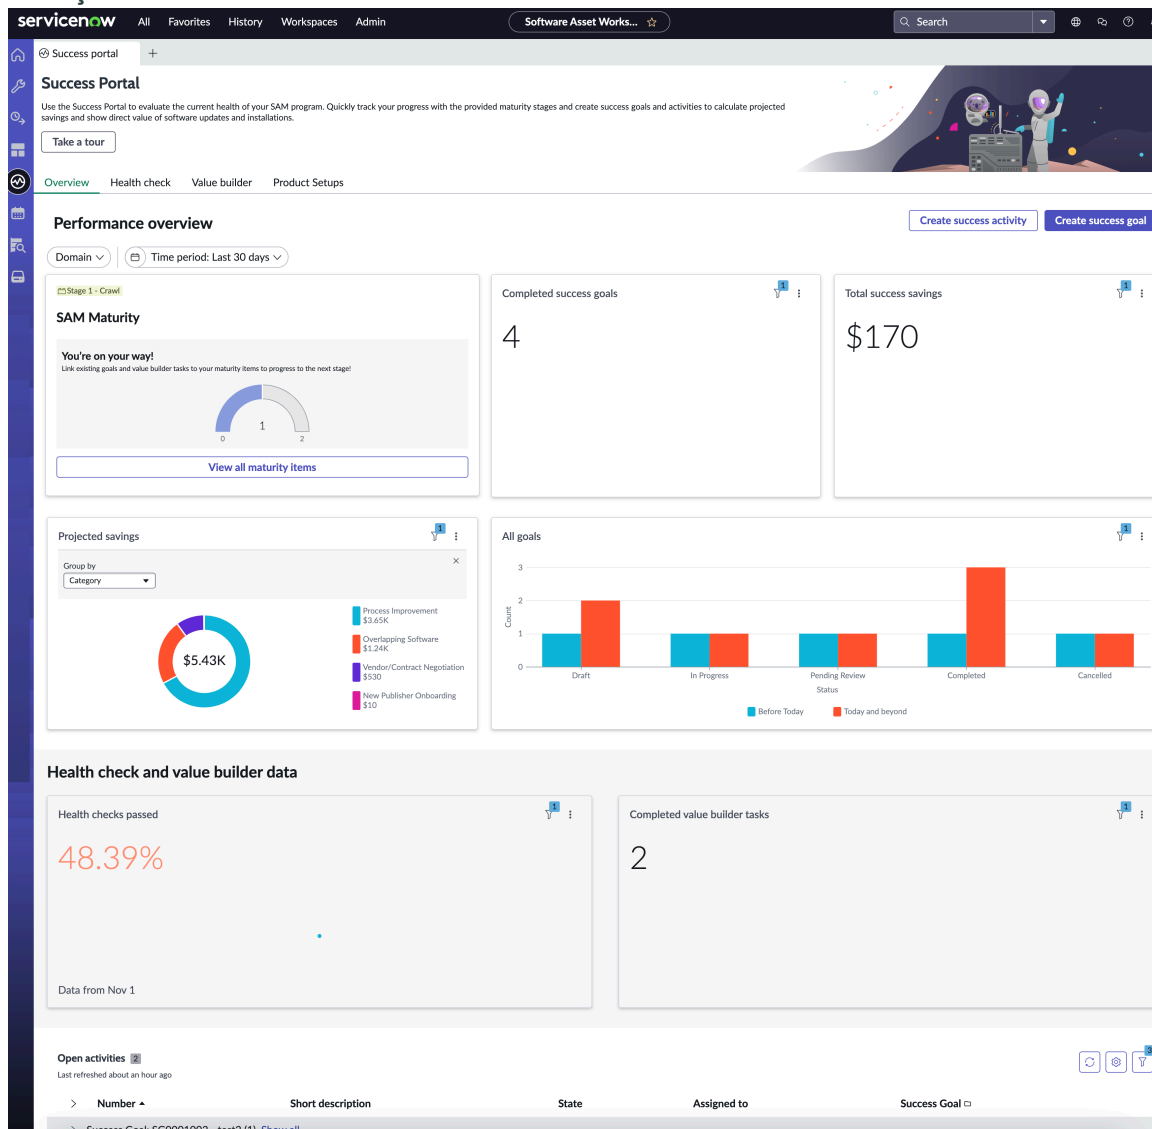 servicenow All Favorites History Workspaces Admin Software Asset Works... Search
Success portal
Success Portal
Use the Success Portal to evaluate the current health of your SAM program. Quickly track your progress with the provided maturity stages and create success goals and activities to calculate projected
savings and show direct value of software updates and installations.
Take a tour
Overview Health check Value builder Product Setups
Performance overview
Create success activity Create success goal
Domain Time period: Last 30 days
Stage 1 - Crawl
SAM Maturity
You're on your way!
Link existing goals and value builder tasks to your maturity items to progress to the next stage!
1
0 2
View all maturity items
Completed success goals 1
4
Total success savings 1
$170
Projected savings 1
Group by
Category
$5.43K
Process Improvement
$3.65K
Overlapping Software
$1.24K
Vendor/Contract Negotiation
$530
New Publisher Onboarding
$10
All goals 1
3
2
1
0
Count
Draft In Progress Pending Review Completed Cancelled
Status
Before Today Today and beyond
Health check and value builder data
Health checks passed 1
48.39%
Data from Nov 1
Completed value builder tasks 1
2
Open activities 2
3
Last refreshed about an hour ago
Number Short description State Assigned to Success Goal
Success Goal: SG0001002 - test2 (1) Show all